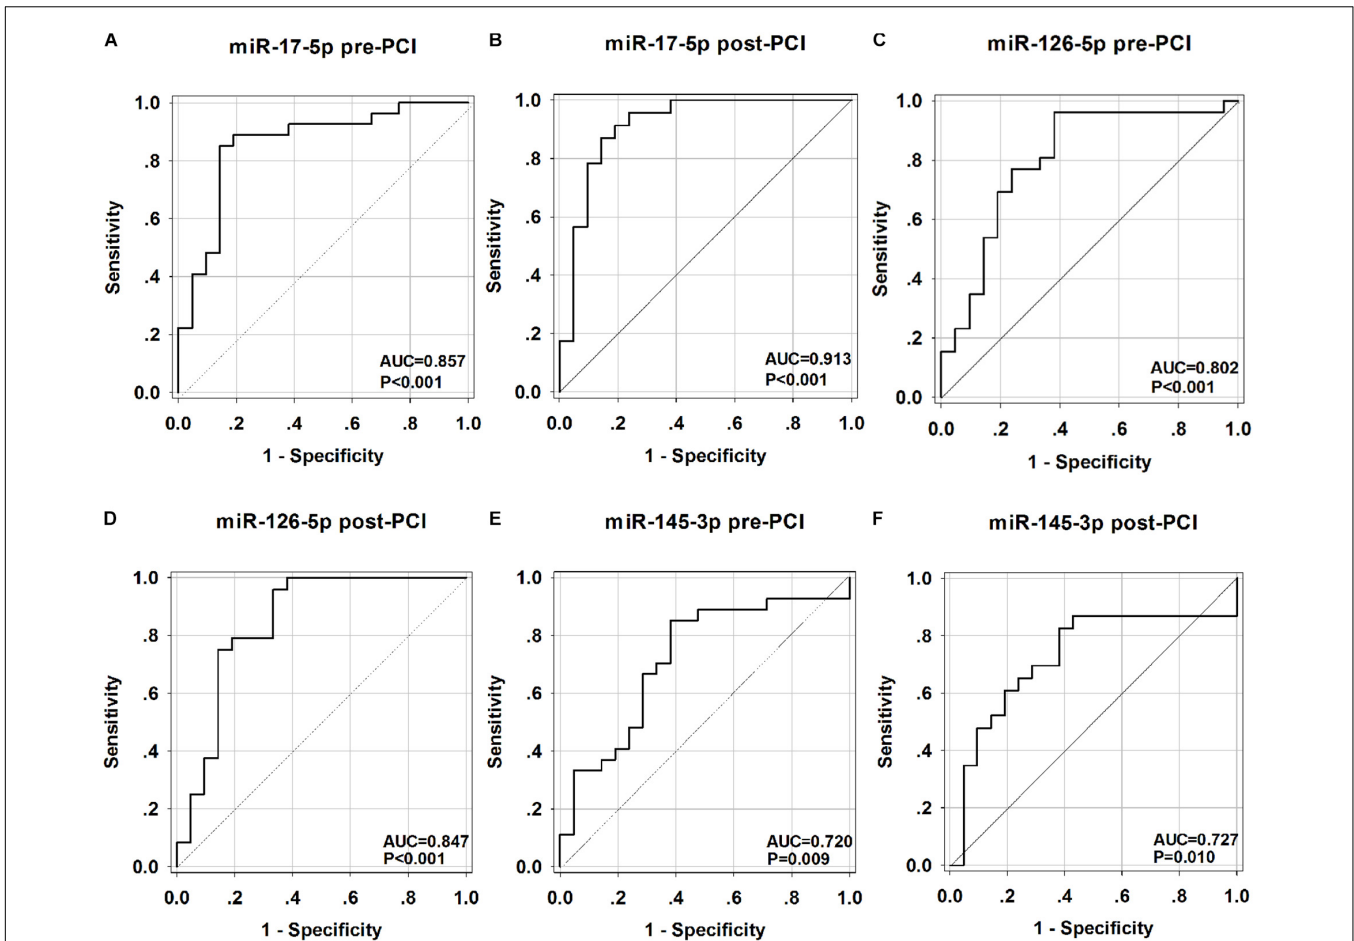 A
miR-17-5p pre-PCI
1.0
.8
.6
.4
.2
0.0
Sensitivity
AUC=0.857
P<0.001
0.0 .2 .4 .6 .8 1.0
1 - Specificity
B
miR-17-5p post-PCI
1.0
.8
.6
.4
.2
0.0
Sensitivity
AUC=0.913
P<0.001
0.0 .2 .4 .6 .8 1.0
1 - Specificity
C
miR-126-5p pre-PCI
1.0
.8
.6
.4
.2
0.0
Sensitivity
AUC=0.802
P<0.001
0.0 .2 .4 .6 .8 1.0
1 - Specificity
D
miR-126-5p post-PCI
1.0
.8
.6
.4
.2
0.0
Sensitivity
AUC=0.847
P<0.001
0.0 .2 .4 .6 .8 1.0
1 - Specificity
E
miR-145-3p pre-PCI
1.0
.8
.6
.4
.2
0.0
Sensitivity
AUC=0.720
P=0.009
0.0 .2 .4 .6 .8 1.0
1 - Specificity
F
miR-145-3p post-PCI
1.0
.8
.6
.4
.2
0.0
Sensitivity
AUC=0.727
P=0.010
0.0 .2 .4 .6 .8 1.0
1 - Specificity